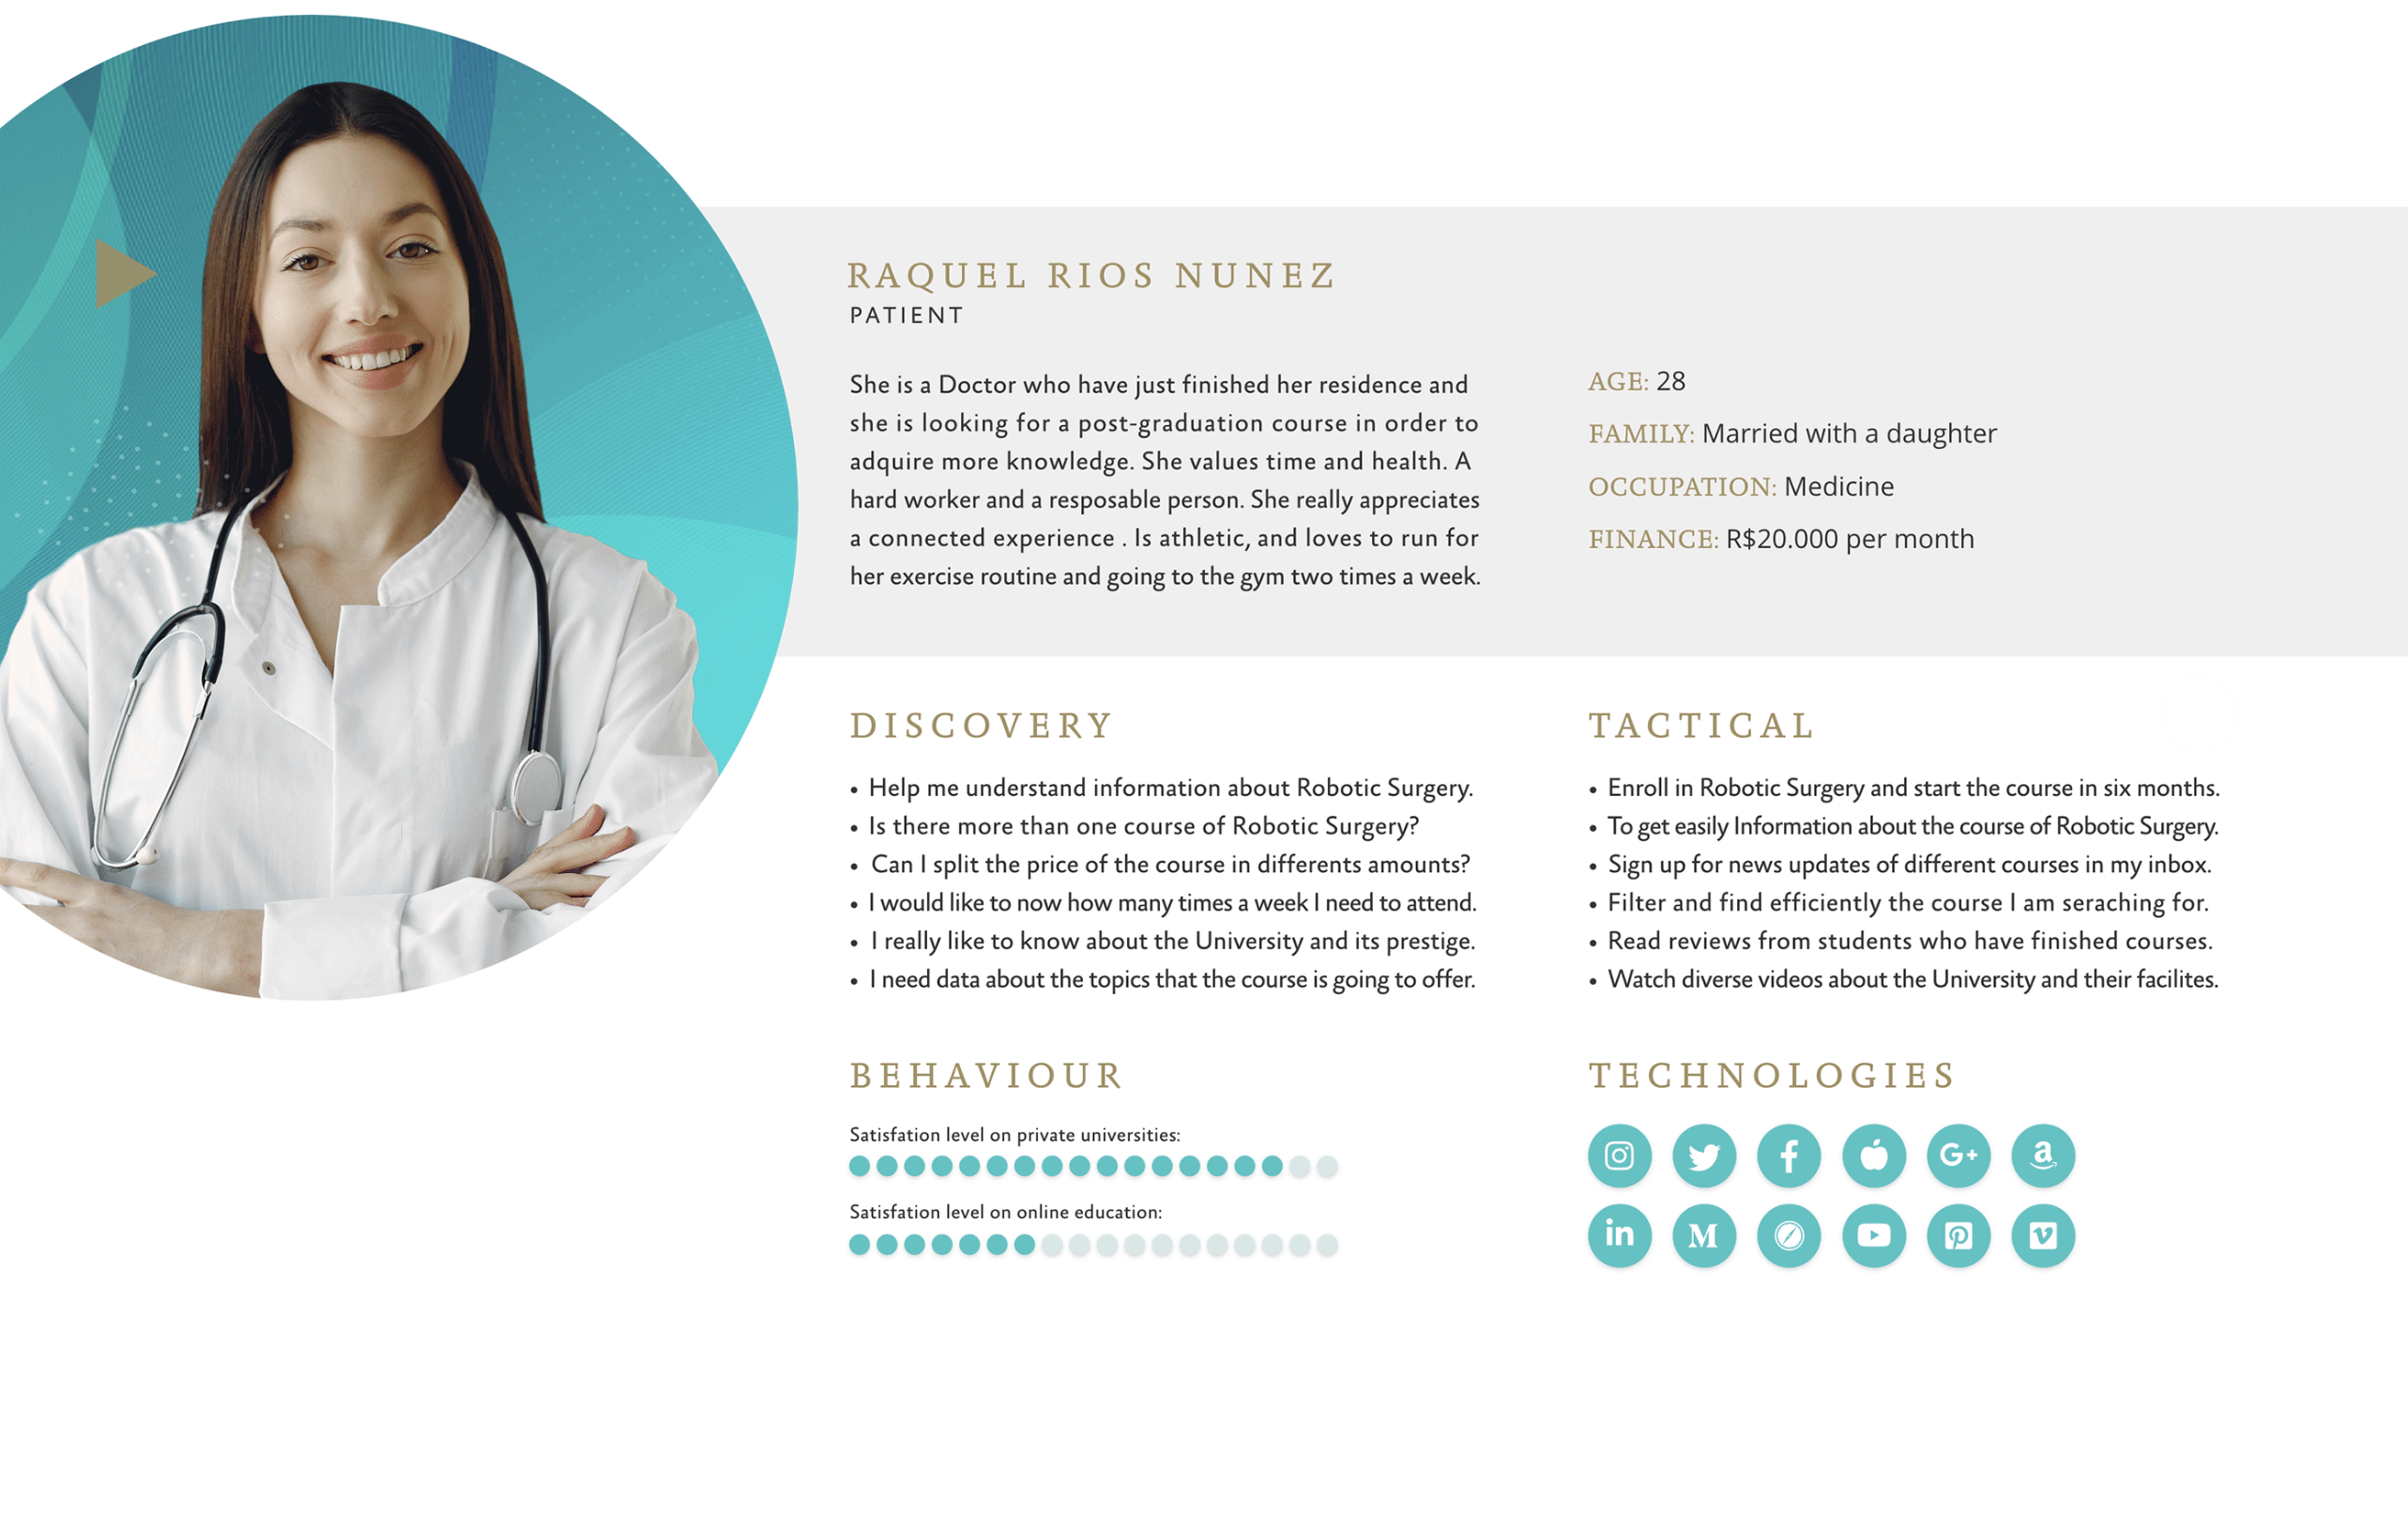 RAQUEL RIOS NUNEZ
PATIENT
She is a Doctor who have just finished her residence and
she is looking for a post-graduation course in order to
adquire more knowledge. She values time and health. A
hard worker and a resposable person. She really appreciates
a connected experience . Is athletic, and loves to run for
her exercise routine and going to the gym two times a week.
AGE: 28
FAMILY: Married with a daughter
OCCUPATION: Medicine
FINANCE: R$20.000 per month
DISCOVERY
• Help me understand information about Robotic Surgery.
• Is there more than one course of Robotic Surgery?
• Can I split the price of the course in differents amounts?
• I would like to now how many times a week I need to attend.
• I really like to know about the University and its prestige.
• I need data about the topics that the course is going to offer.
TACTICAL
• Enroll in Robotic Surgery and start the course in six months.
• To get easily Information about the course of Robotic Surgery.
• Sign up for news updates of different courses in my inbox.
• Filter and find efficiently the course I am seraching for.
• Read reviews from students who have finished courses.
• Watch diverse videos about the University and their facilites.
BEHAVIOUR
Satisfation level on private universities:
Satisfation level on online education:
TECHNOLOGIES
G+
a
in
M